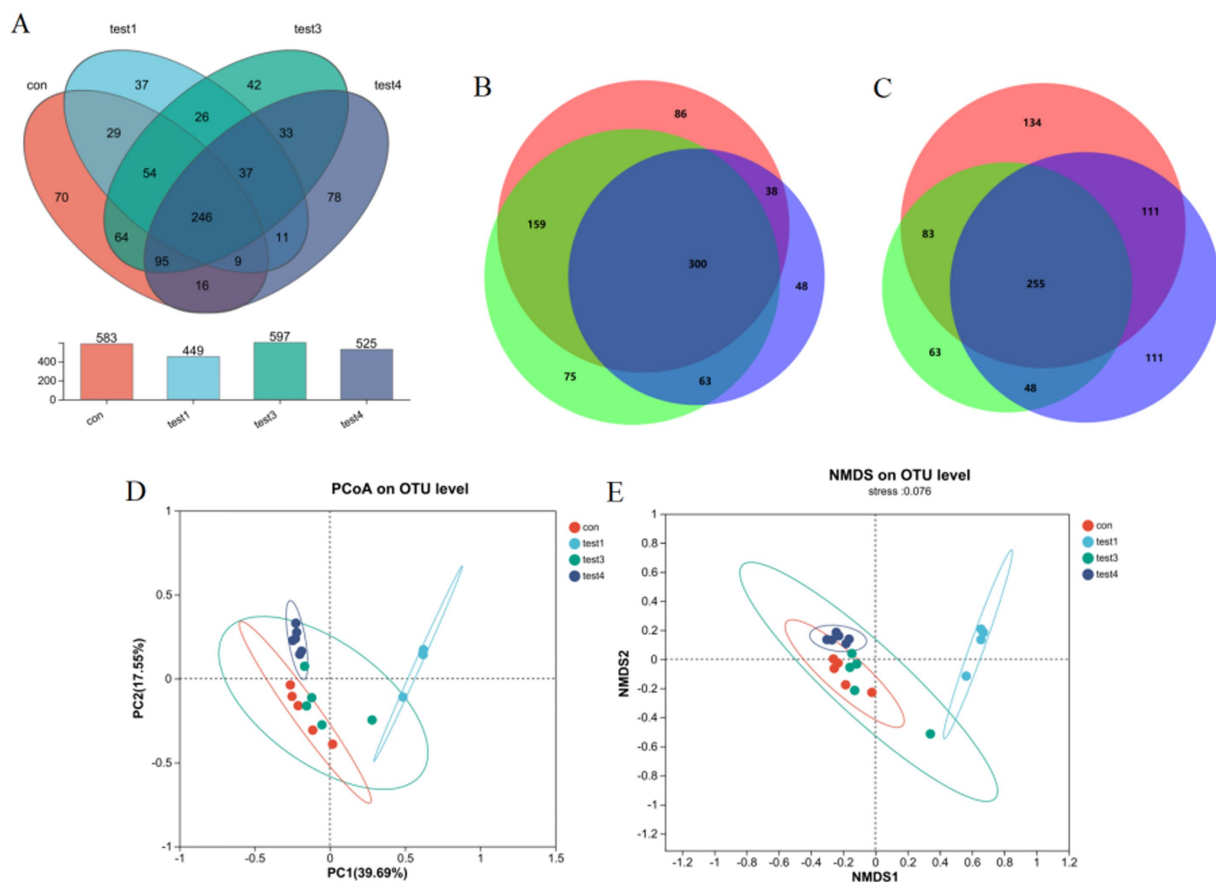 A
test1
test3
con
test4
37
42
29
26
33
54
37
70
78
246
64
11
95
9
16
583
449
597
525
400
200
0
con
test1
test3
test4
B
86
38
159
300
48
75
63
C
134
111
83
255
63
111
48
D
PCoA on OTU level
con
test1
test3
test4
PC2(17.55%)
1
0.5
0
-0.5
-1
-1
-0.5
0
0.5
1
1.5
PC1(39.69%)
E
NMDS on OTU level
stress :0.076
con
test1
test3
test4
NMDS2
1
0.8
0.6
0.4
0.2
0
-0.2
-0.4
-0.6
-0.8
-1
-1.2
-1.2
-1
-0.8
-0.6
-0.4
-0.2
0
0.2
0.4
0.6
0.8
1
1.2
NMDS1